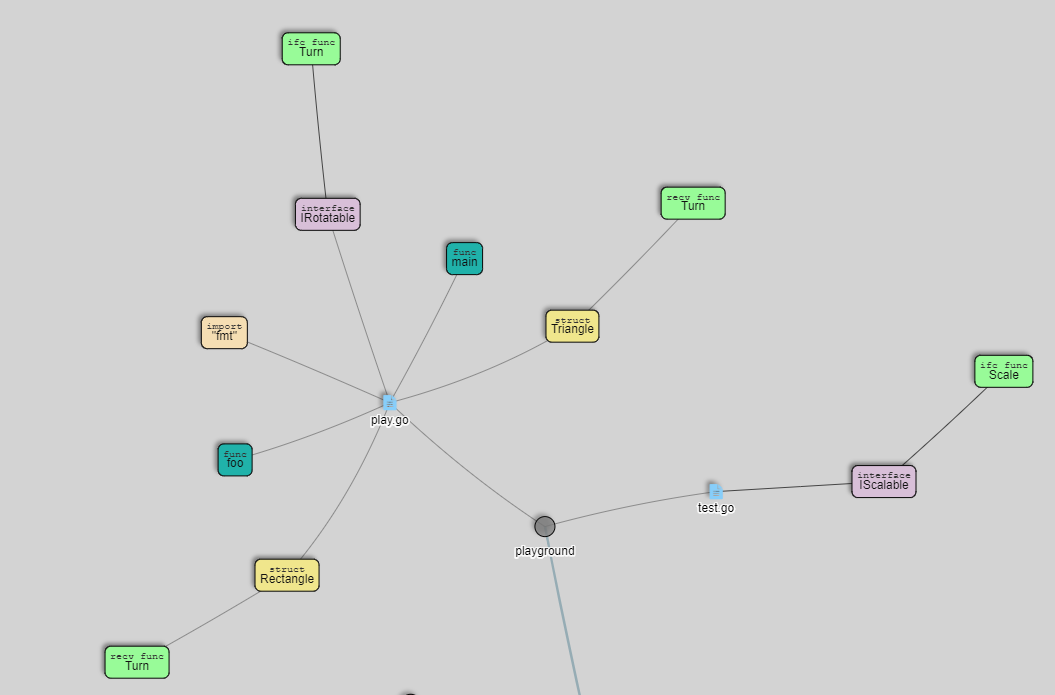 ifc func
Turn
recv func
Turn
interface
IRotatable
func
main
import
"fmt"
struct
Triangle
ifc func
Scale
play.go
func
foo
interface
IScalable
test.go
playground
struct
Rectangle
recv func
Turn